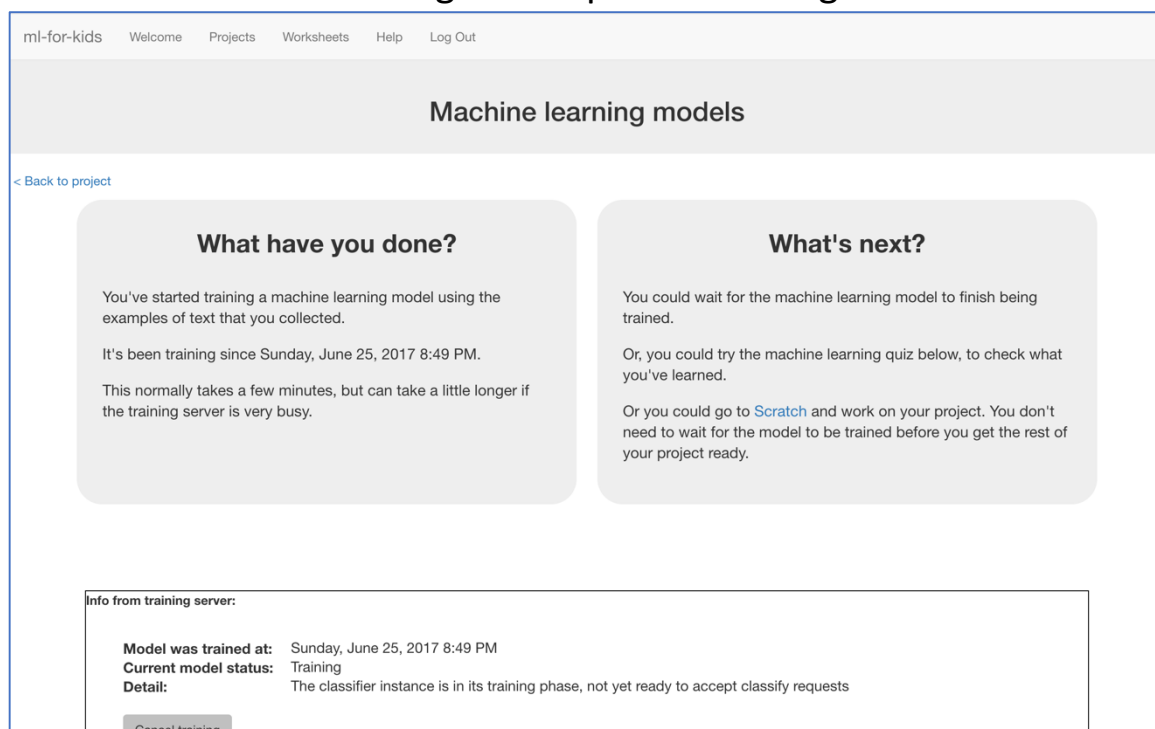 ml-for-kids Welcome Projects Worksheets Help Log Out
Machine learning models
< Back to project
What have you done?
You've started training a machine learning model using the
examples of text that you collected.
It's been training since Sunday, June 25, 2017 8:49 PM.
This normally takes a few minutes, but can take a little longer if
the training server is very busy.
What's next?
You could wait for the machine learning model to finish being
trained.
Or, you could try the machine learning quiz below, to check what
you've learned.
Or you could go to Scratch and work on your project. You don't
need to wait for the model to be trained before you get the rest of
your project ready.
Info from training server:
Model was trained at: Sunday, June 25, 2017 8:49 PM
Current model status: Training
Detail: The classifier instance is in its training phase, not yet ready to accept classify requests
Cancel training